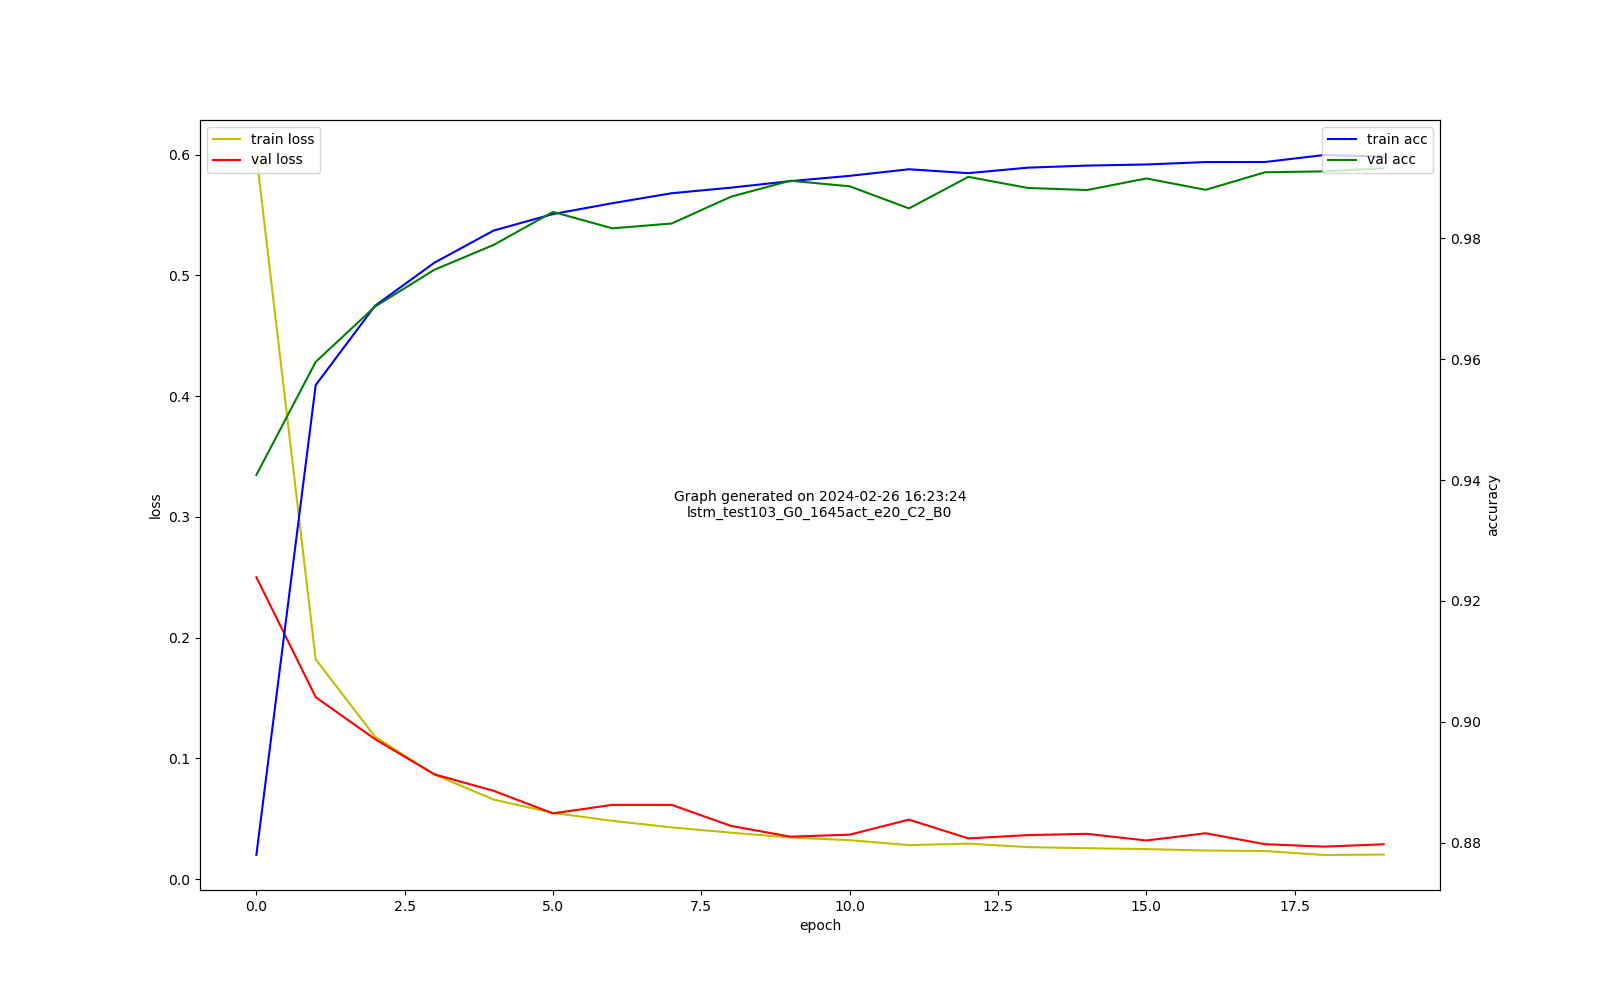 train loss
val loss
train acc
val acc
0.6
0.5
0.4
0.3
0.2
0.1
0.0
loss
Graph generated on 2024-02-26 16:23:24
lstm_test103_G0_1645act_e20_C2_B0
0.98
0.96
0.94
0.92
0.90
0.88
accuracy
0.0 2.5 5.0 7.5 10.0 12.5 15.0 17.5
epoch